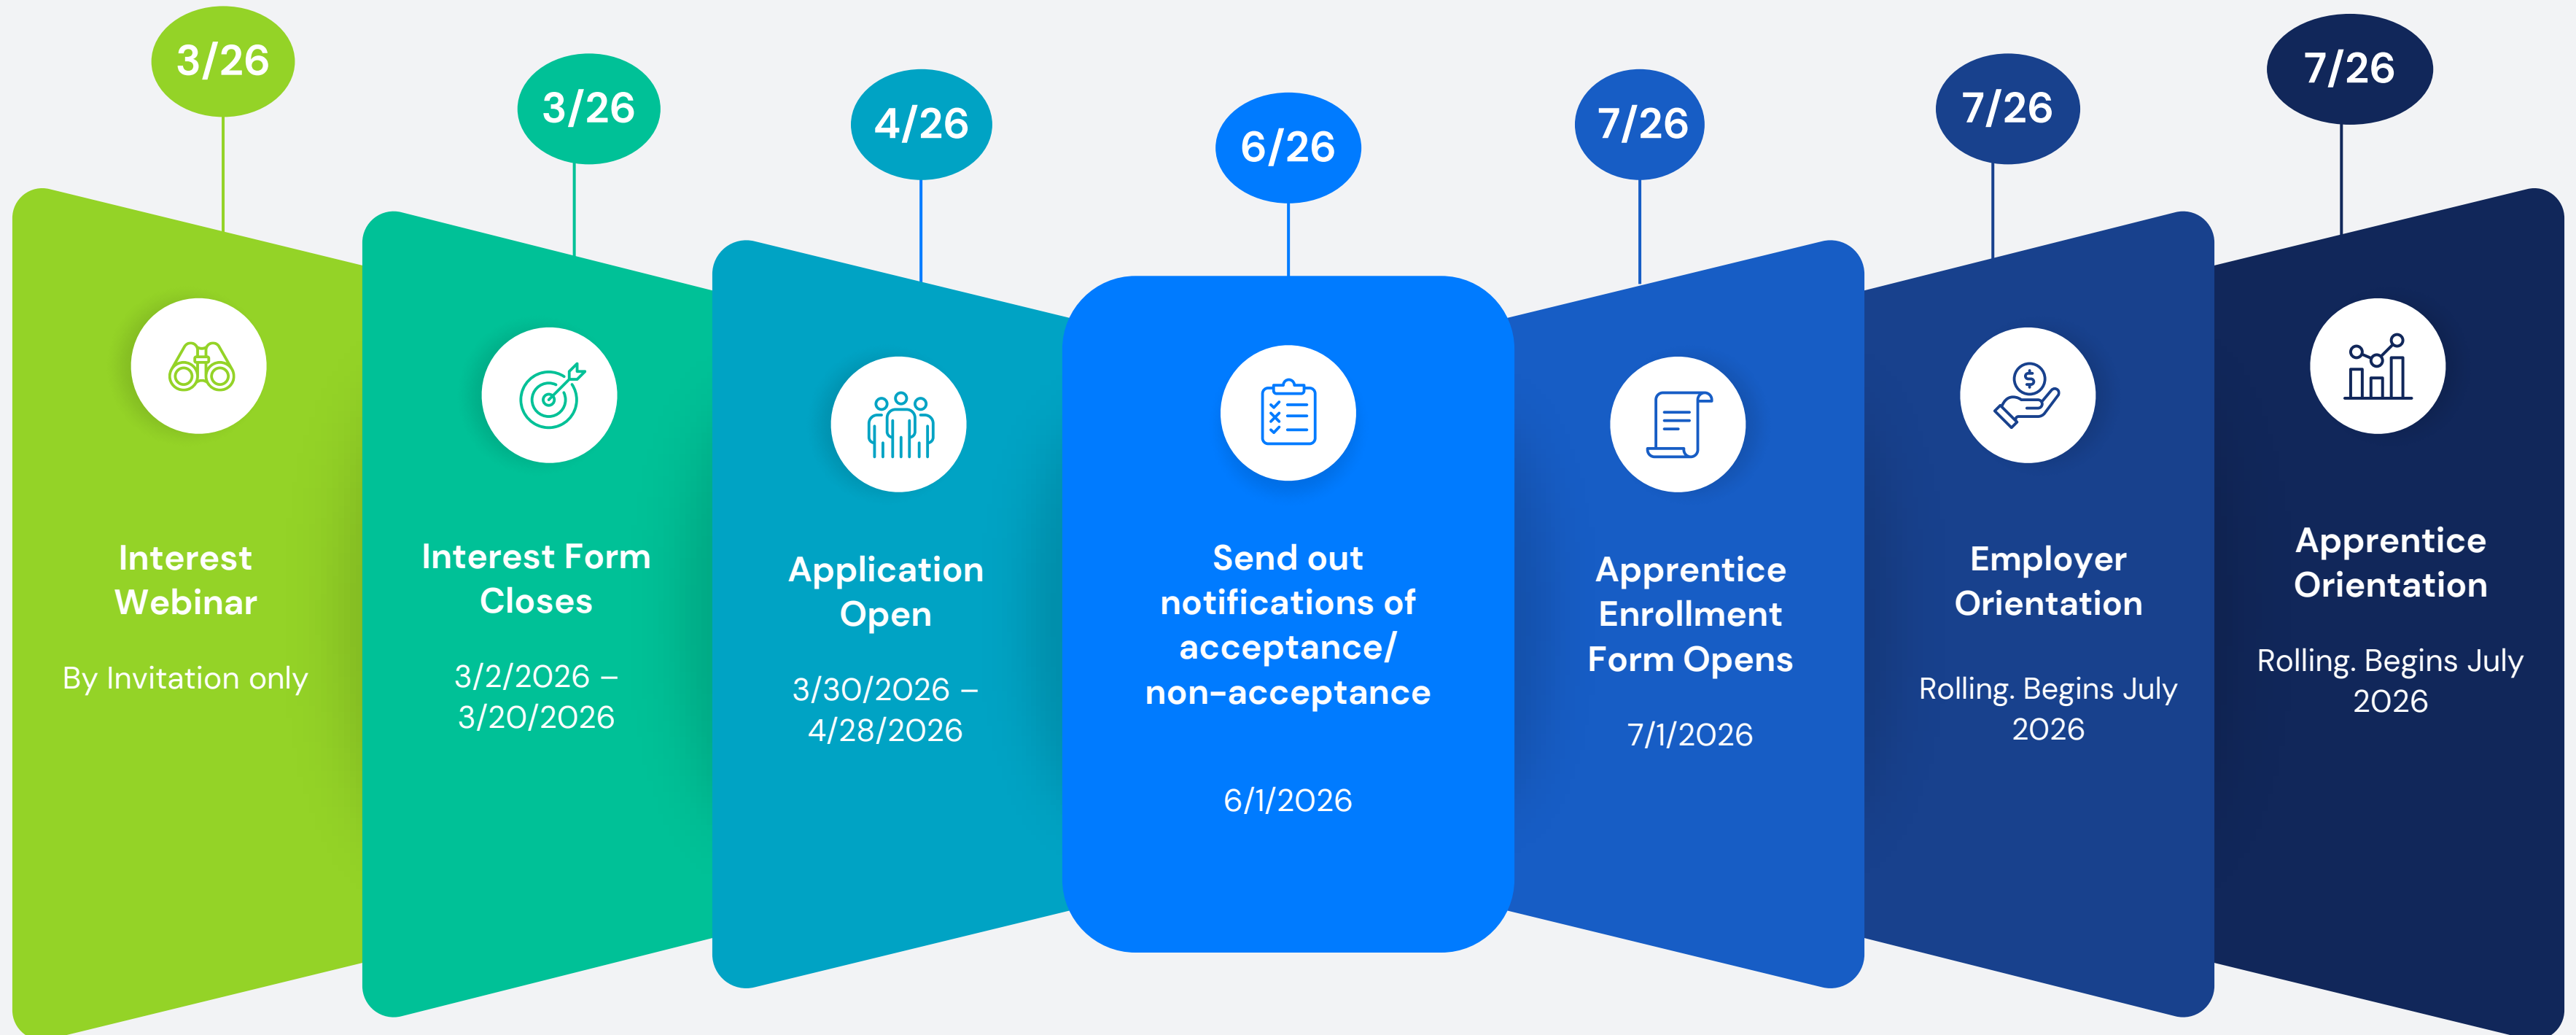 3/26
Interest
Webinar
By Invitation only
3/26
Interest Form
Closes
3/2/2026 –
3/20/2026
4/26
Application
Open
3/30/2026 –
4/28/2026
6/26
Send out
notifications of
acceptance/
non-acceptance
6/1/2026
7/26
Apprentice
Enrollment
Form Opens
7/1/2026
7/26
Employer
Orientation
Rolling. Begins July
2026
7/26
Apprentice
Orientation
Rolling. Begins July
2026